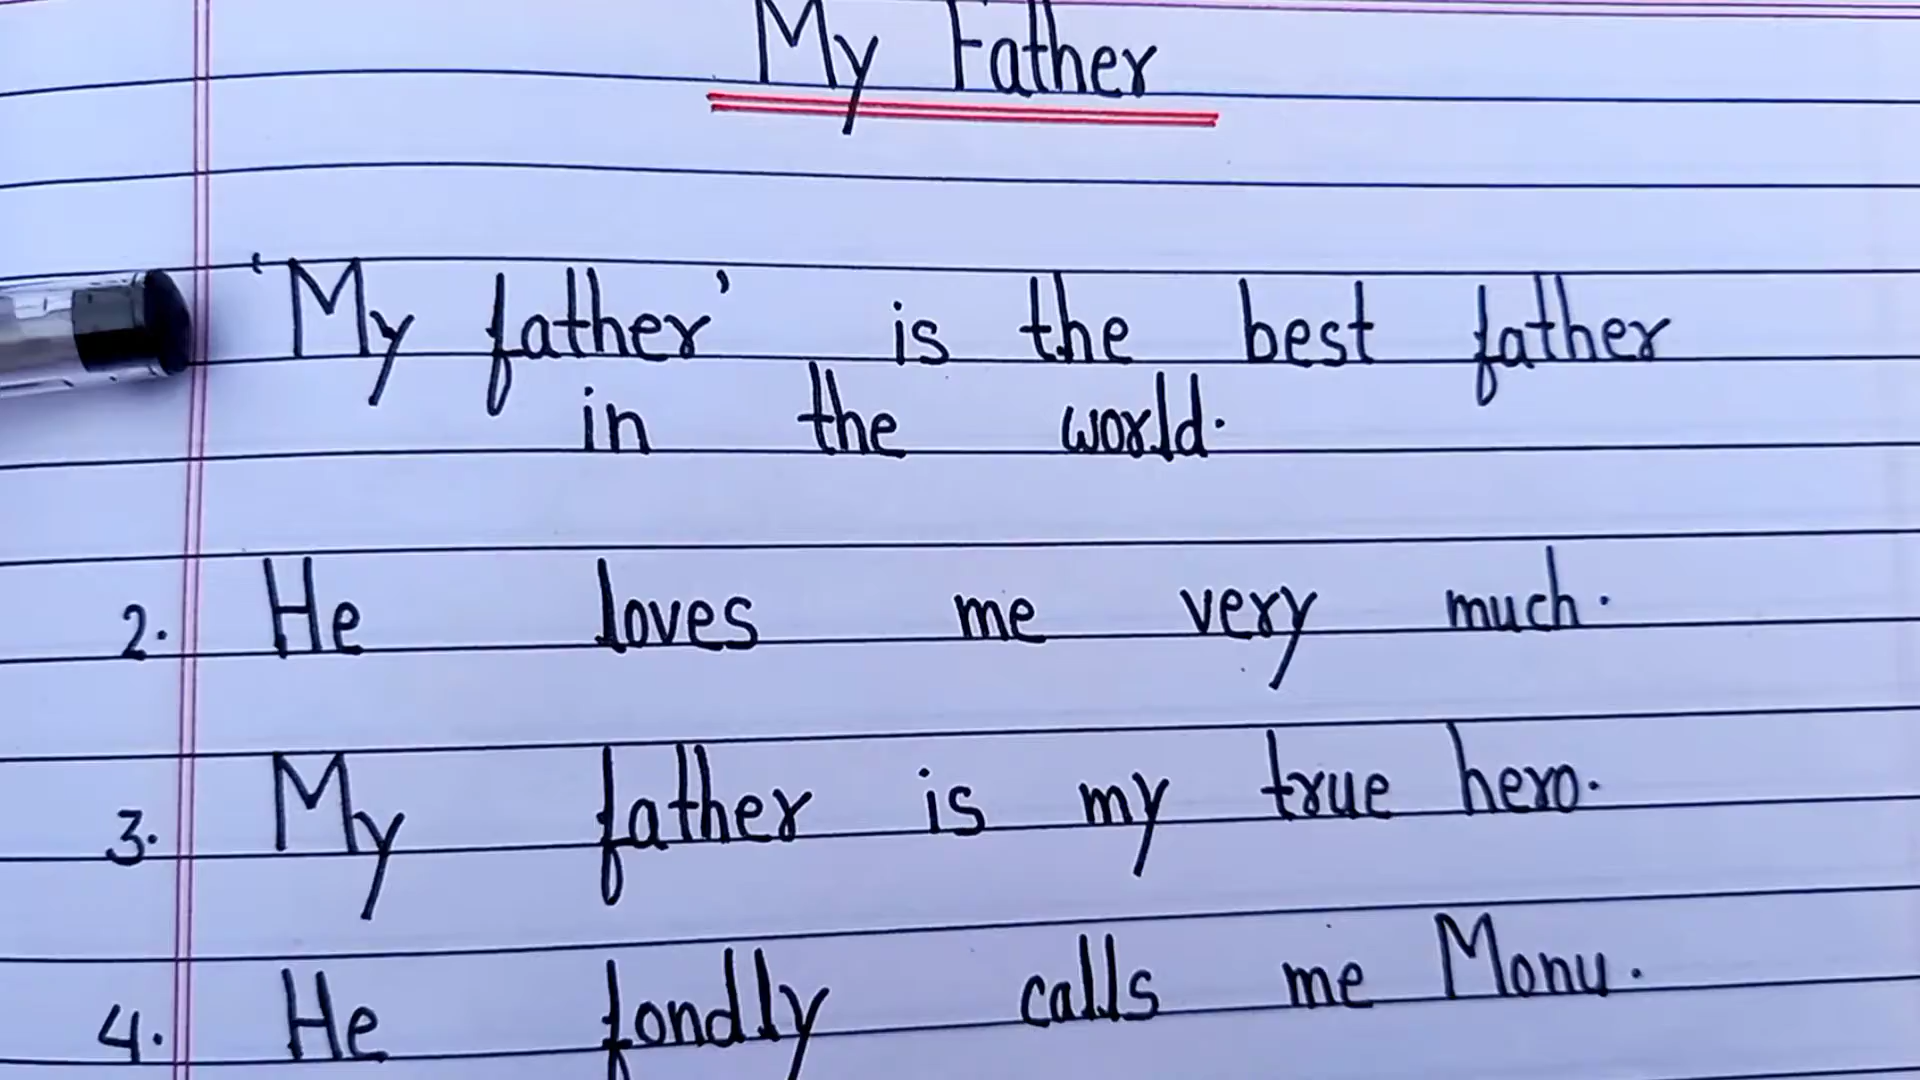 My Father
'My father' is the best father
in the world.
2. He loves me very much.
3. My father is my true hero.
4. He fondly calls me Monu.